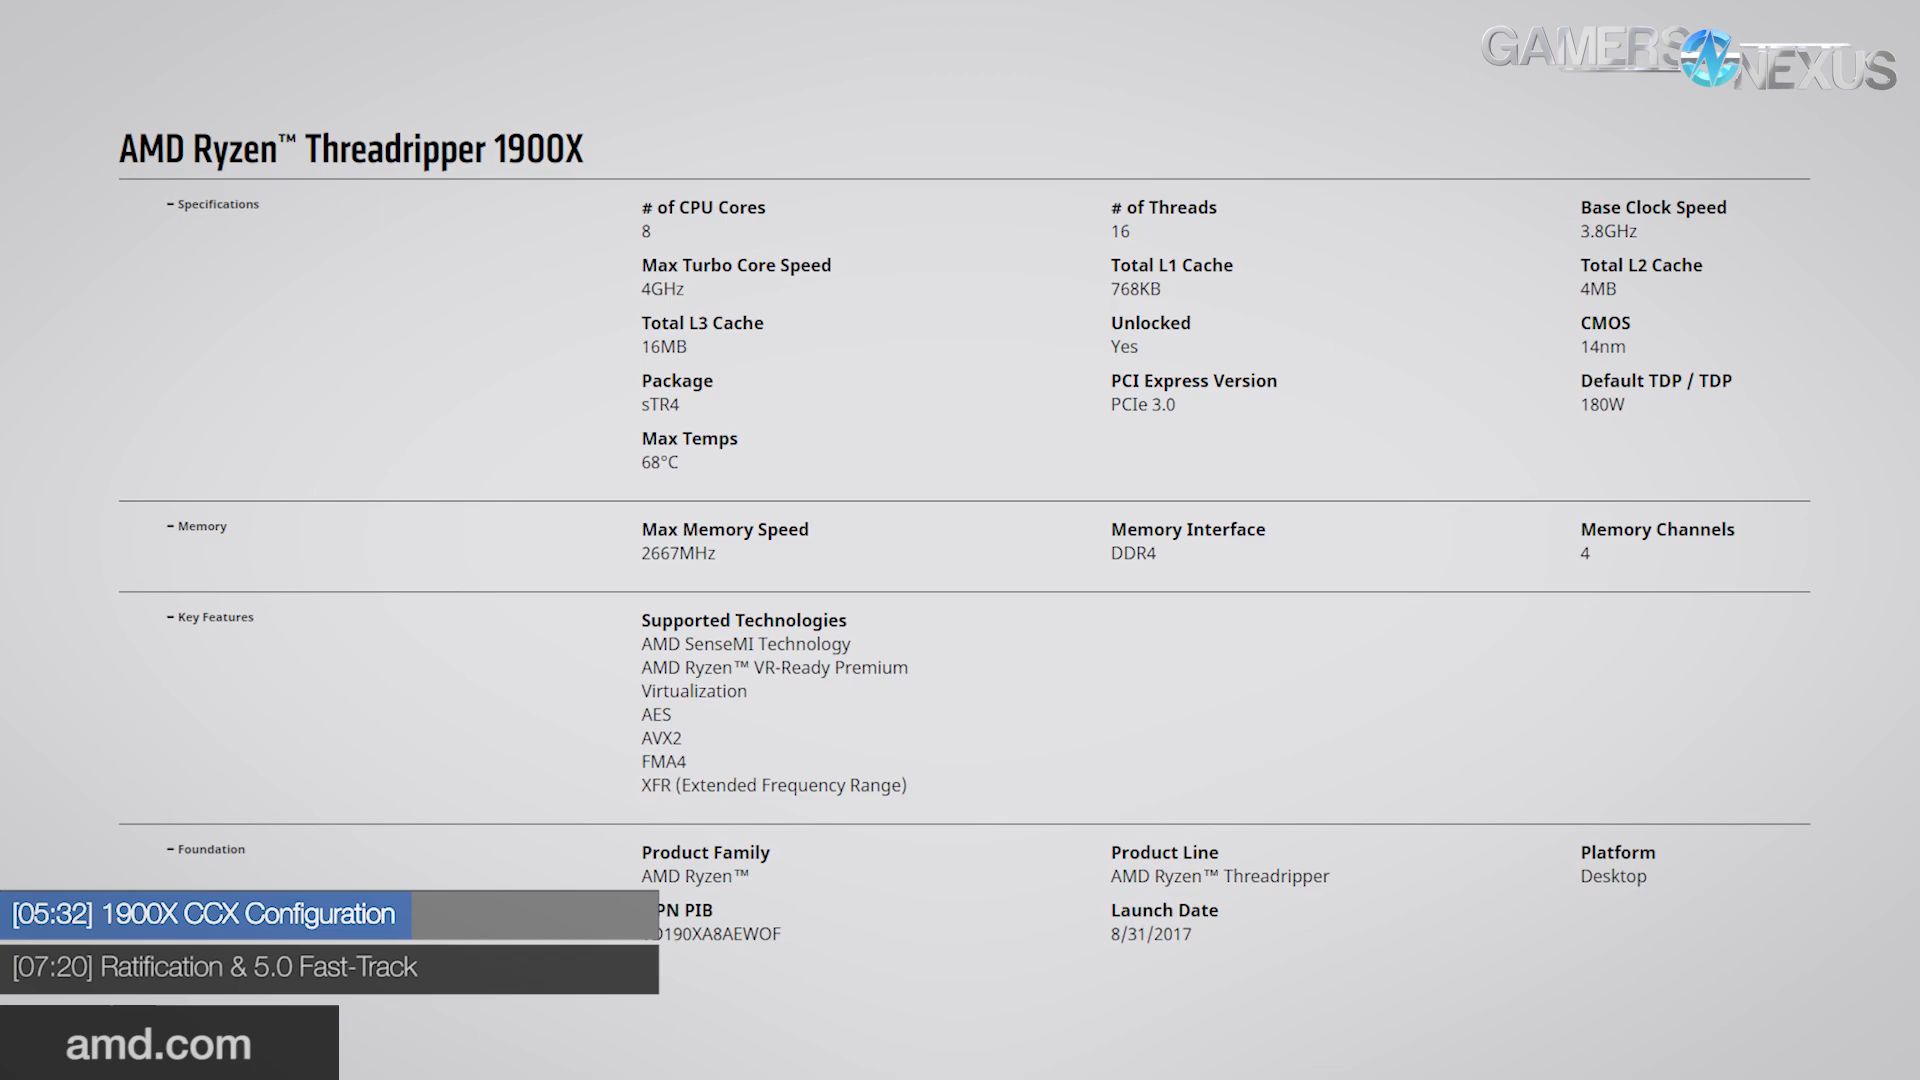 GAMERS NEXUS
AMD Ryzen™ Threadripper 1900X
– Specifications
# of CPU Cores
8
# of Threads
16
Base Clock Speed
3.8GHz
Max Turbo Core Speed
4GHz
Total L1 Cache
768KB
Total L2 Cache
4MB
Total L3 Cache
16MB
Unlocked
Yes
CMOS
14nm
Package
sTR4
PCI Express Version
PCIe 3.0
Default TDP / TDP
180W
Max Temps
68°C
– Memory
Max Memory Speed
2667MHz
Memory Interface
DDR4
Memory Channels
4
– Key Features
Supported Technologies
AMD SenseMI Technology
AMD Ryzen™ VR-Ready Premium
Virtualization
AES
AVX2
FMA4
XFR (Extended Frequency Range)
– Foundation
Product Family
AMD Ryzen™
Product Line
AMD Ryzen™ Threadripper
Platform
Desktop
PIB
Launch Date
8/31/2017
[05:32] 1900X CCX Configuration
[07:20] Ratification & 5.0 Fast-Track
amd.com